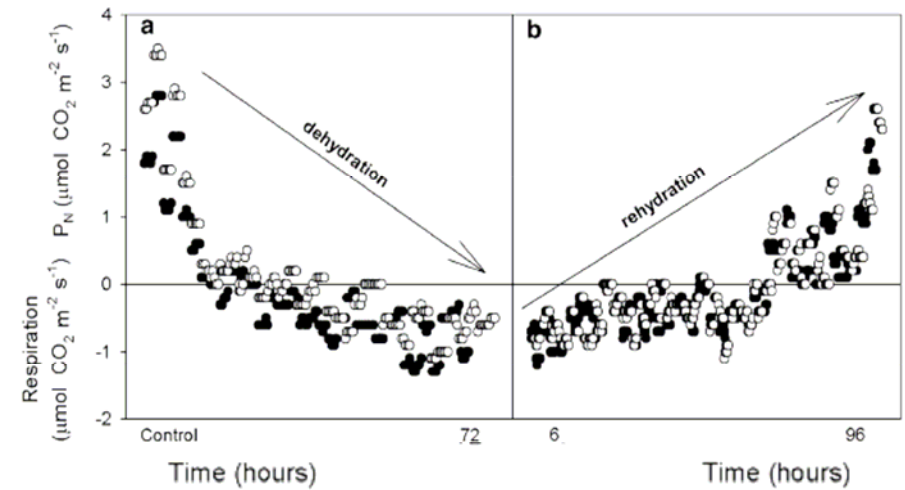 4
3
2
1
0
-1
-2
P_N (µmol CO₂ m⁻² s⁻¹)
Respiration
(µmol CO₂ m⁻² s⁻¹)
a
dehydration
b
rehydration
Control
72
6
96
Time (hours)
Time (hours)